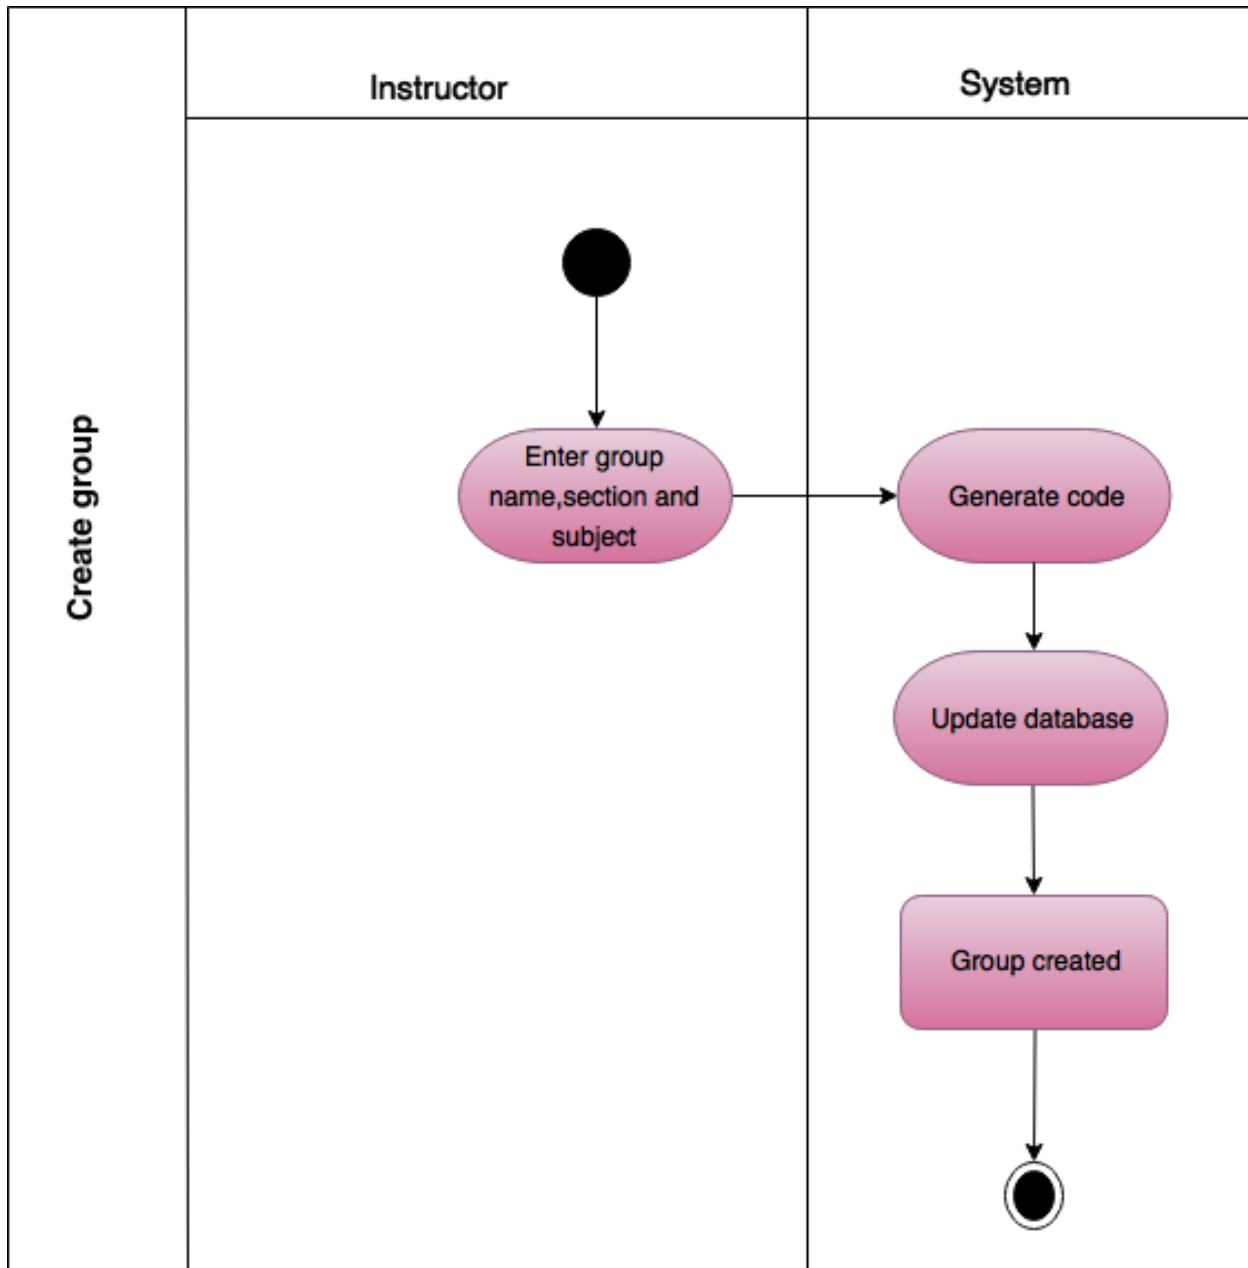 Instructor
System
Create group
Enter group
name,section and
subject
Generate code
Update database
Group created